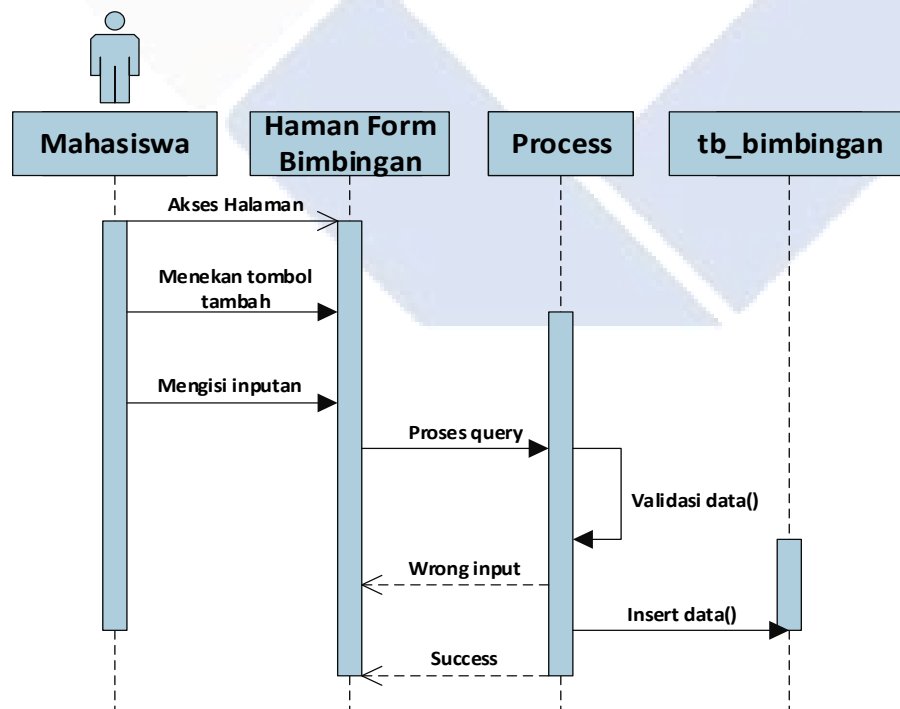 Mahasiswa
Haman Form
Bimbingan
Process
tb_bimbingan
Akses Halaman
Menekan tombol
tambah
Mengisi inputan
Proses query
Validasi data()
Wrong input
Insert data()
Success